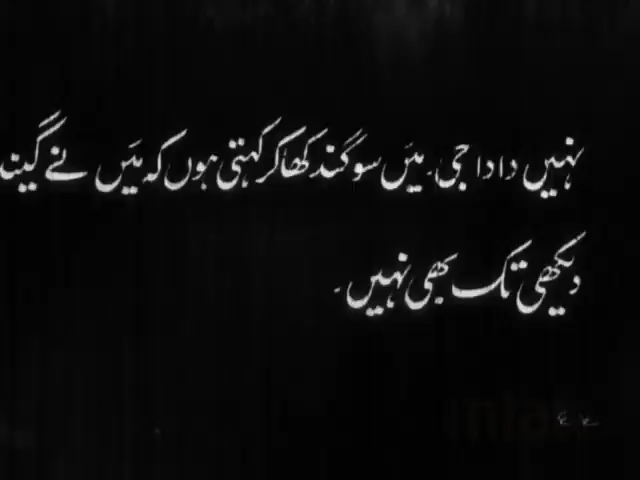 نہیں دادا جی۔ میں سوگند کھا کر کہتی ہوں کہ میں نے گیند
دیکھی تک بھی نہیں۔